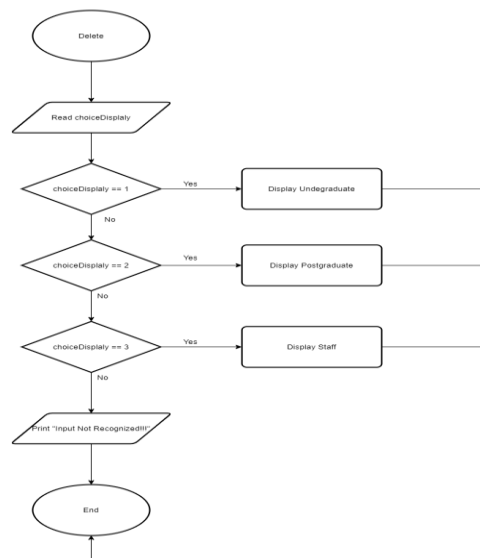 Delete
Read choiceDisplaly
choiceDisplaly == 1
Yes
Display Undegraduate
No
choiceDisplaly == 2
Yes
Display Postgraduate
No
choiceDisplaly == 3
Yes
Display Staff
No
Print "Input Not Recognized!!!"
End